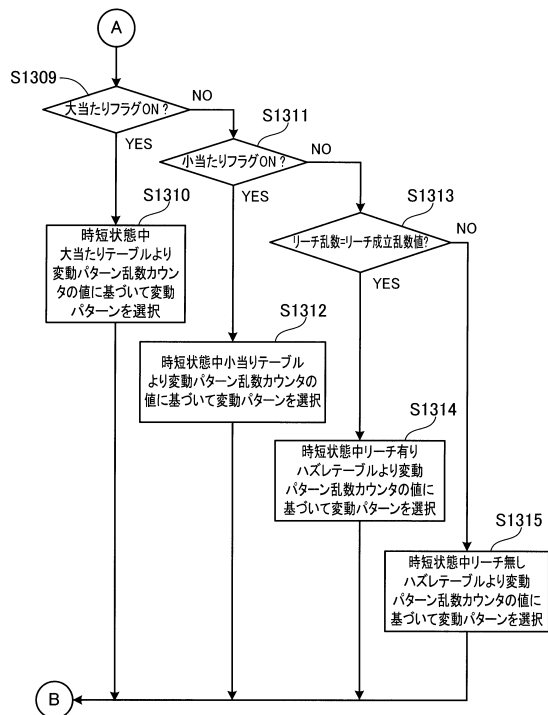 A
S1309
大当たりフラグON?
NO
YES
S1311
小当たりフラグON?
NO
YES
S1313
リーチ乱数=リーチ成立乱数値?
NO
YES
S1310
時短状態中
大当たりテーブルより
変動パターン乱数カウン
タの値に基づいて変動
パターンを選択
S1312
時短状態中小当りテーブル
より変動パターン乱数カウンタの
値に基づいて変動パターンを選択
S1314
時短状態中リーチ有り
ハズレテーブルより変動
パターン乱数カウンタの値に
基づいて変動パターンを選択
S1315
時短状態中リーチ無し
ハズレテーブルより変動
パターン乱数カウンタの値に
基づいて変動パターンを選択
B